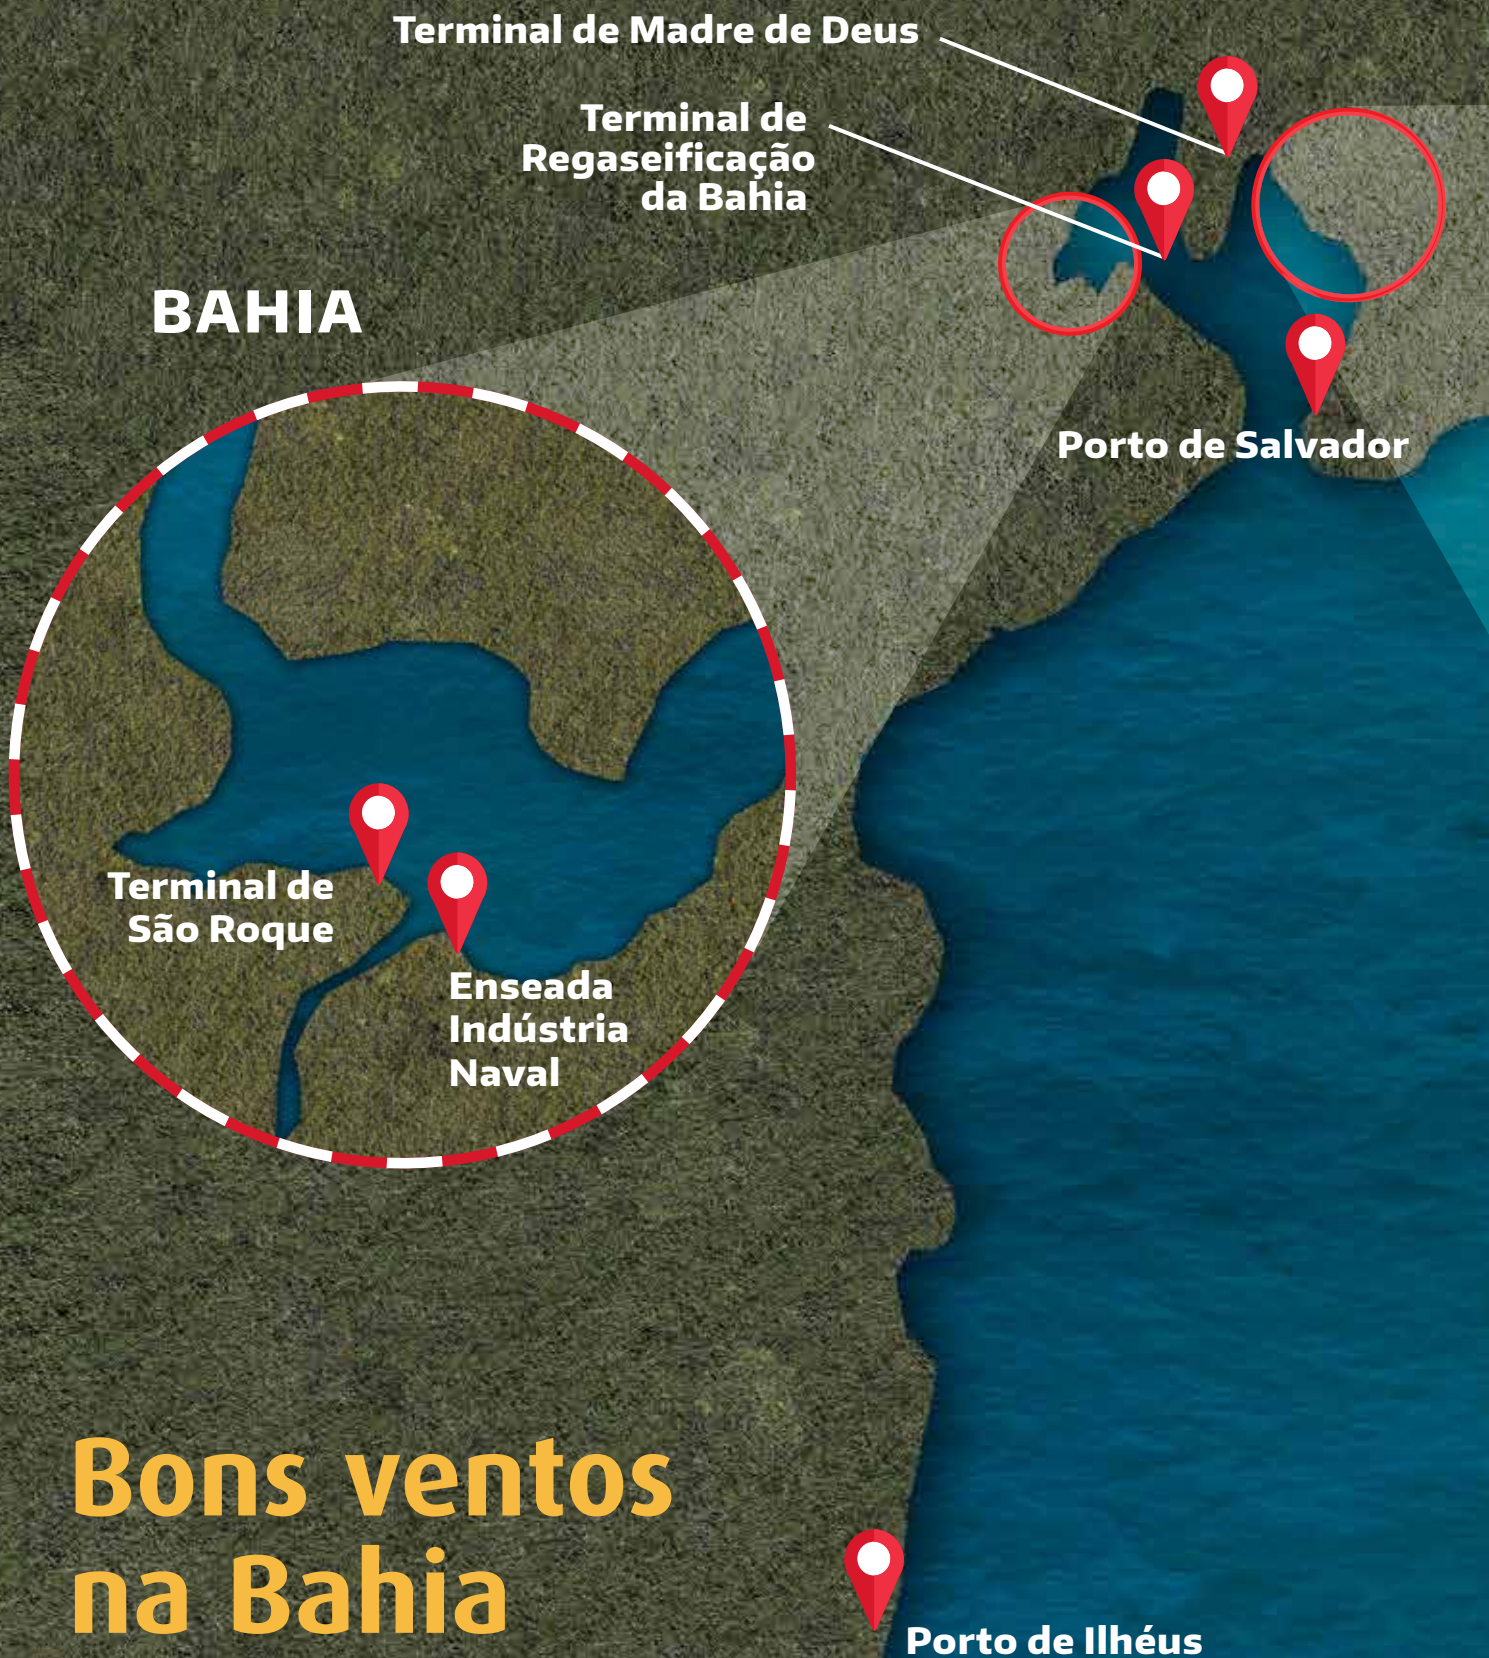 Terminal de Madre de Deus
Terminal de
Regaseificação
da Bahia
BAHIA
Porto de Salvador
Terminal de
São Roque
Enseada
Indústria
Naval
Bons ventos
na Bahia
Porto de Ilhéus